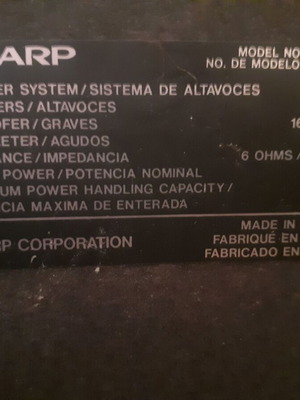 ARP MODEL NO
NO. DE MODELO
ER SYSTEM/SISTEMA DE ALTAVOCES
ERS/ALTAVOCES
OFER/GRAVES 16
EETER/AGUDOS
ANCE/IMPEDANCIA 6 OHMS/
POWER/POTENCIA NOMINAL
UM POWER HANDLING CAPACITY/
CIA MAXIMA DE ENTERADA
RP CORPORATION MADE IN
FABRIQUÉ EN
FABRICADO EN